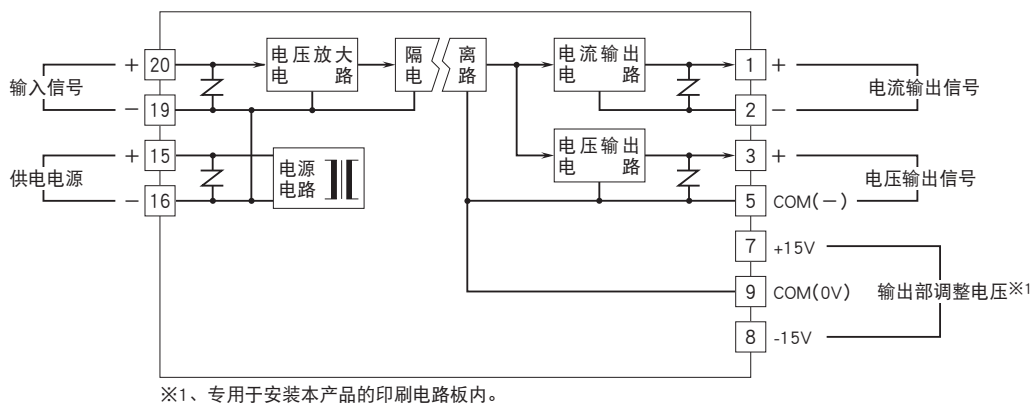 + 20 电压放大电路 隔离电路 电流输出电路 1 +
输入信号 电流输出信号
− 19 2 −
+ 15 电源电路 电压输出电路 3 +
供电电源 电压输出信号
− 16 5 COM(−)
7 +15V
9 COM(0V) 输出部调整电压※1
8 -15V
※1、专用于安装本产品的印刷电路板内。